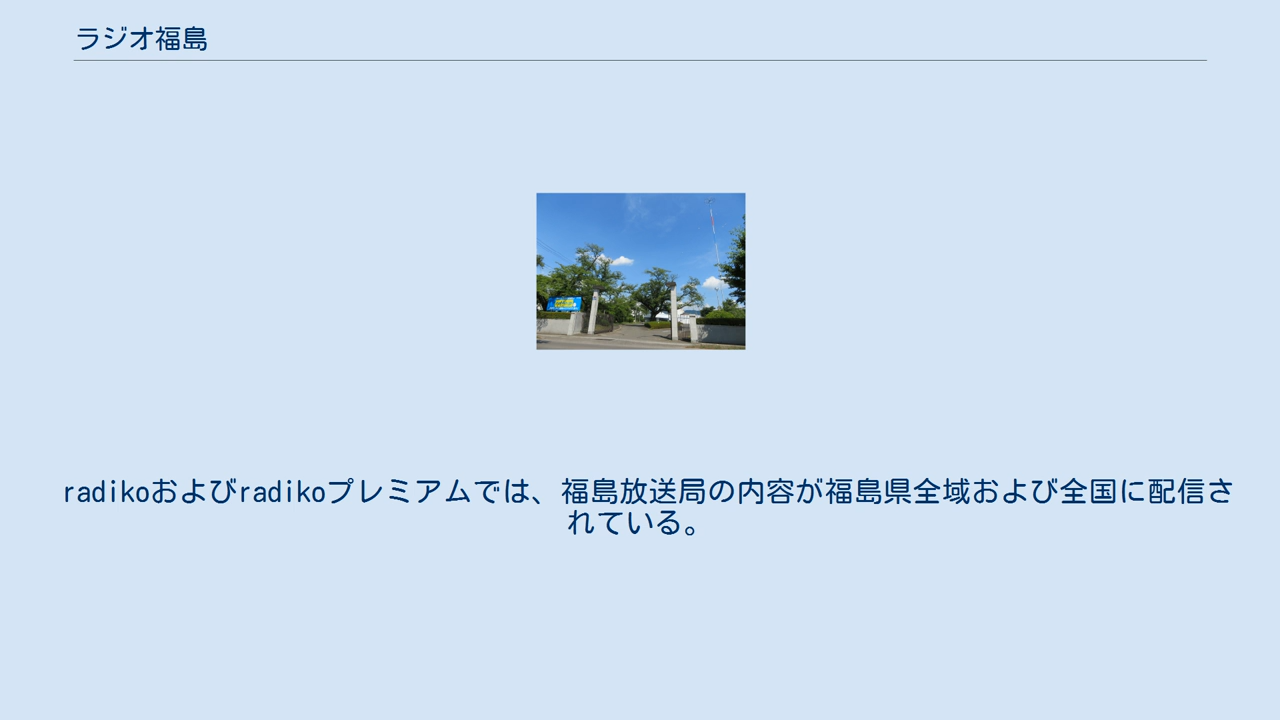 ラジオ福島
radikoおよびradikoプレミアムでは、福島放送局の内容が福島県全域および全国に配信さ
れている。